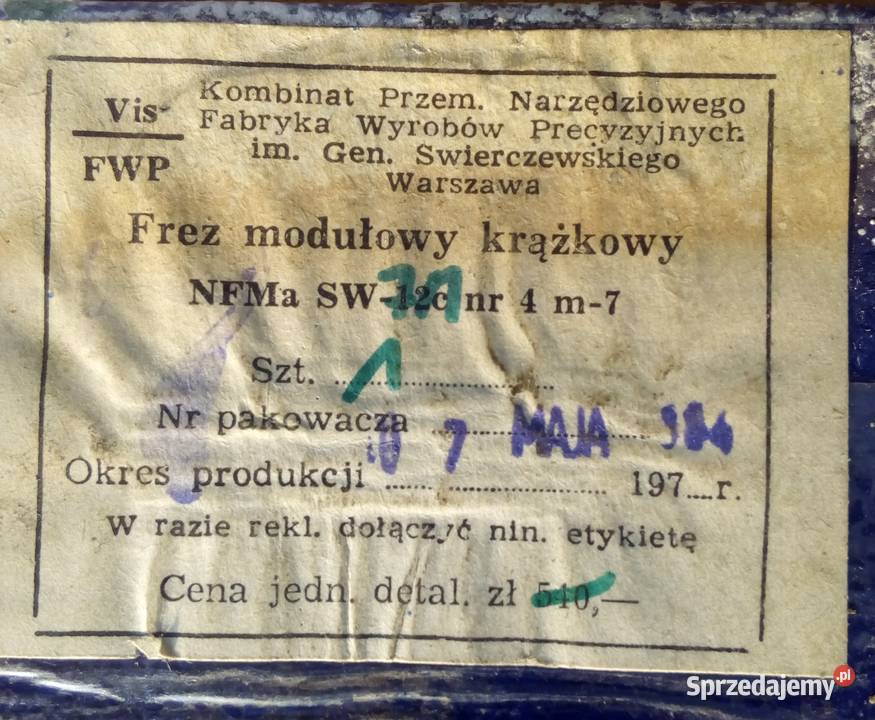 Vis-
FWP
Kombinat Przem. Narzędziowego
Fabryka Wyrobów Precyzyjnych
im. Gen. Swierczewskiego
Warszawa
Frez modułowy krążkowy
NFMa SW-12c nr 4 m-7
Szt. 1
Nr pakowacza
7 MAJA 984
Okres produkcji 197 r.
W razie rekl. dołączyć nin. etykietę
Cena jedn. detal. zł 540,—
Sprzedajemy.pl